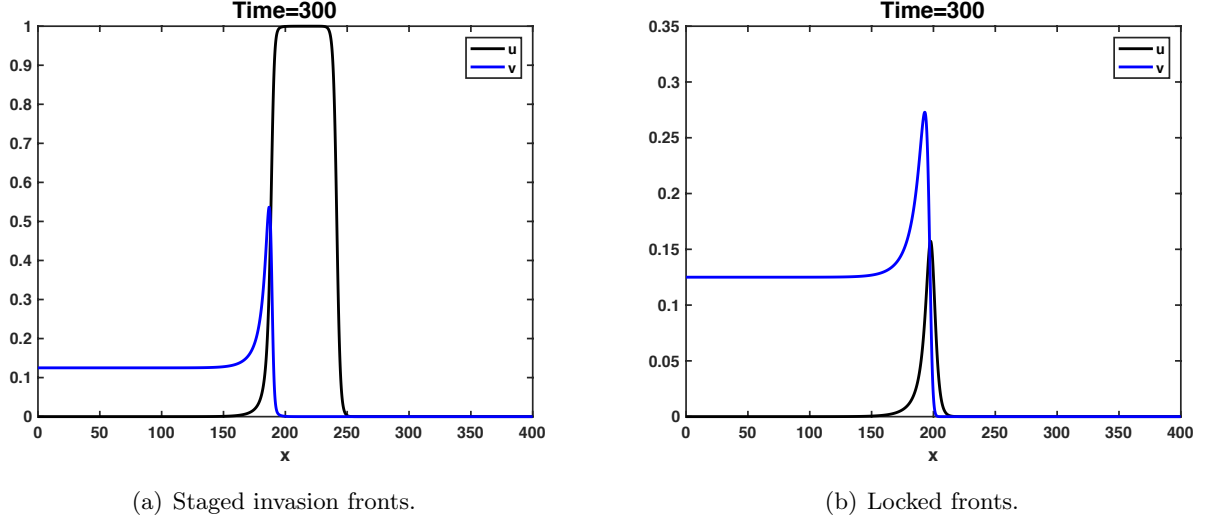 Time=300
1
0.9
0.8
0.7
0.6
0.5
0.4
0.3
0.2
0.1
0
0 50 100 150 200 250 300 350 400
x
u
v
(a) Staged invasion fronts.
Time=300
0.35
0.3
0.25
0.2
0.15
0.1
0.05
0
0 50 100 150 200 250 300 350 400
x
u
v
(b) Locked fronts.